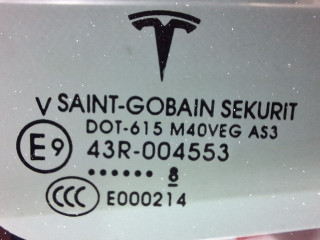 V SAINT-GOBAIN SEKURIT
DOT-615 M40VEG AS3
E9 43R-004553
...... 8
CCC E000214